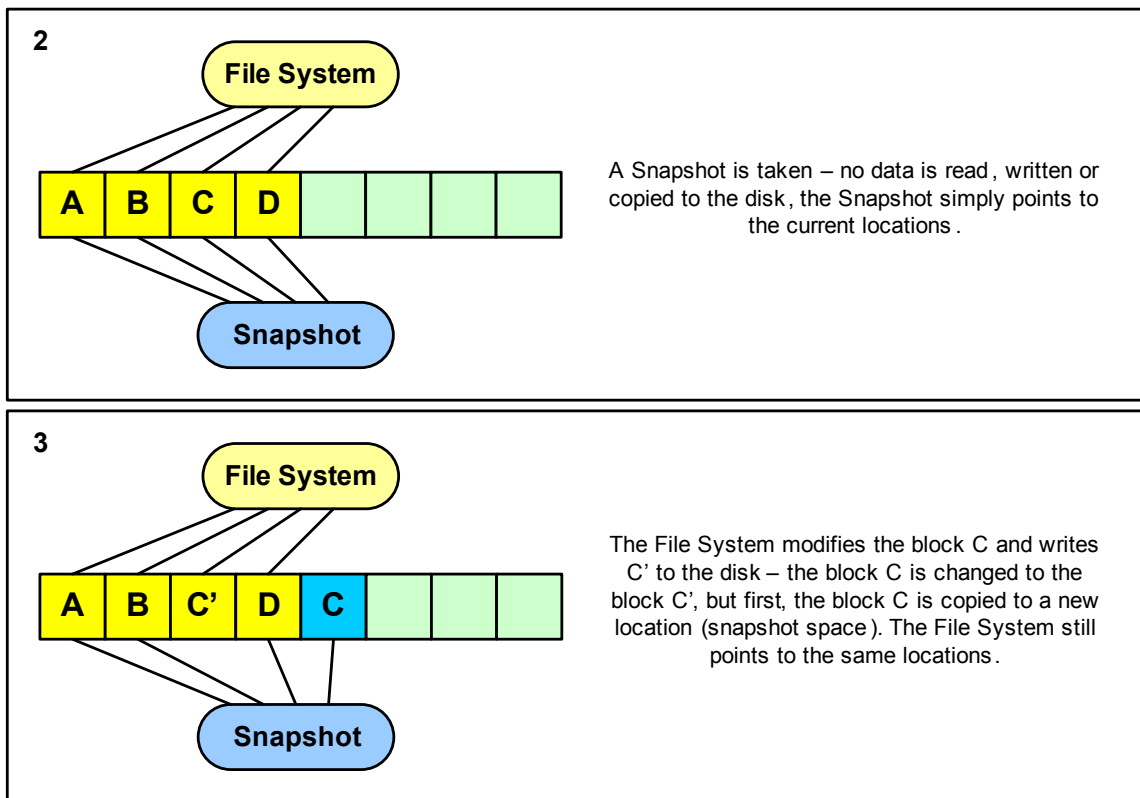 2
File System
A B C D
A Snapshot is taken – no data is read, written or
copied to the disk, the Snapshot simply points to
the current locations.
Snapshot
3
File System
A B C’ D C
The File System modifies the block C and writes
C’ to the disk – the block C is changed to the
block C’, but first, the block C is copied to a new
location (snapshot space). The File System still
points to the same locations.
Snapshot